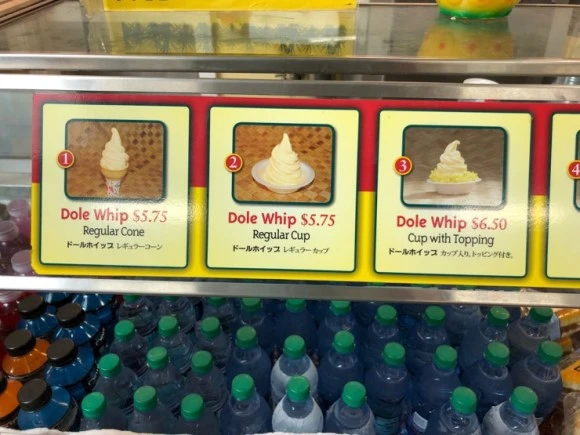 1
Dole Whip $5.75
Regular Cone
ドールホイップ レギュラーコーン
2
Dole Whip $5.75
Regular Cup
ドールホイップ レギュラー カップ
3
Dole Whip $6.50
Cup with Topping
ドールホイップ カップ入り、トッピング付き。
4